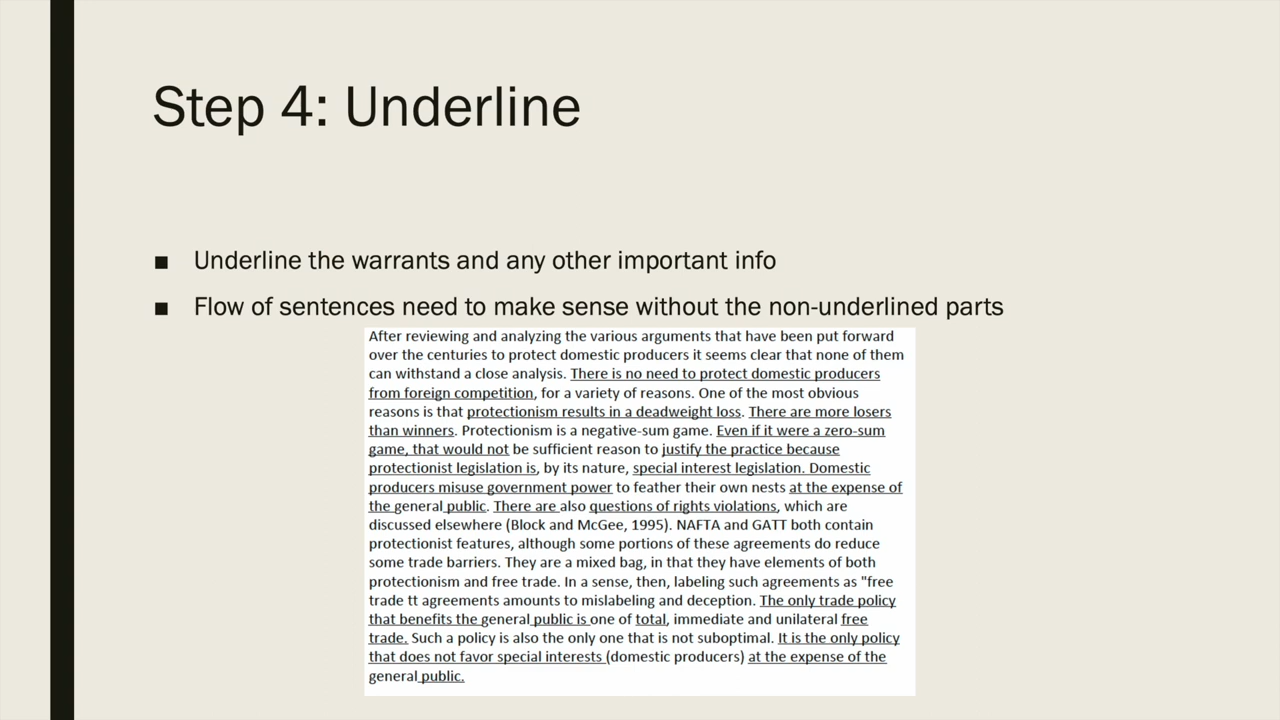 Step 4: Underline
■ Underline the warrants and any other important info
■ Flow of sentences need to make sense without the non-underlined parts
After reviewing and analyzing the various arguments that have been put forward
over the centuries to protect domestic producers it seems clear that none of them
can withstand a close analysis. There is no need to protect domestic producers
from foreign competition, for a variety of reasons. One of the most obvious
reasons is that protectionism results in a deadweight loss. There are more losers
than winners. Protectionism is a negative-sum game. Even if it were a zero-sum
game, that would not be sufficient reason to justify the practice because
protectionist legislation is, by its nature, special interest legislation. Domestic
producers misuse government power to feather their own nests at the expense of
the general public. There are also questions of rights violations, which are
discussed elsewhere (Block and McGee, 1995). NAFTA and GATT both contain
protectionist features, although some portions of these agreements do reduce
some trade barriers. They are a mixed bag, in that they have elements of both
protectionism and free trade. In a sense, then, labeling such agreements as "free
trade tt agreements amounts to mislabeling and deception. The only trade policy
that benefits the general public is one of total, immediate and unilateral free
trade. Such a policy is also the only one that is not suboptimal. It is the only policy
that does not favor special interests (domestic producers) at the expense of the
general public.